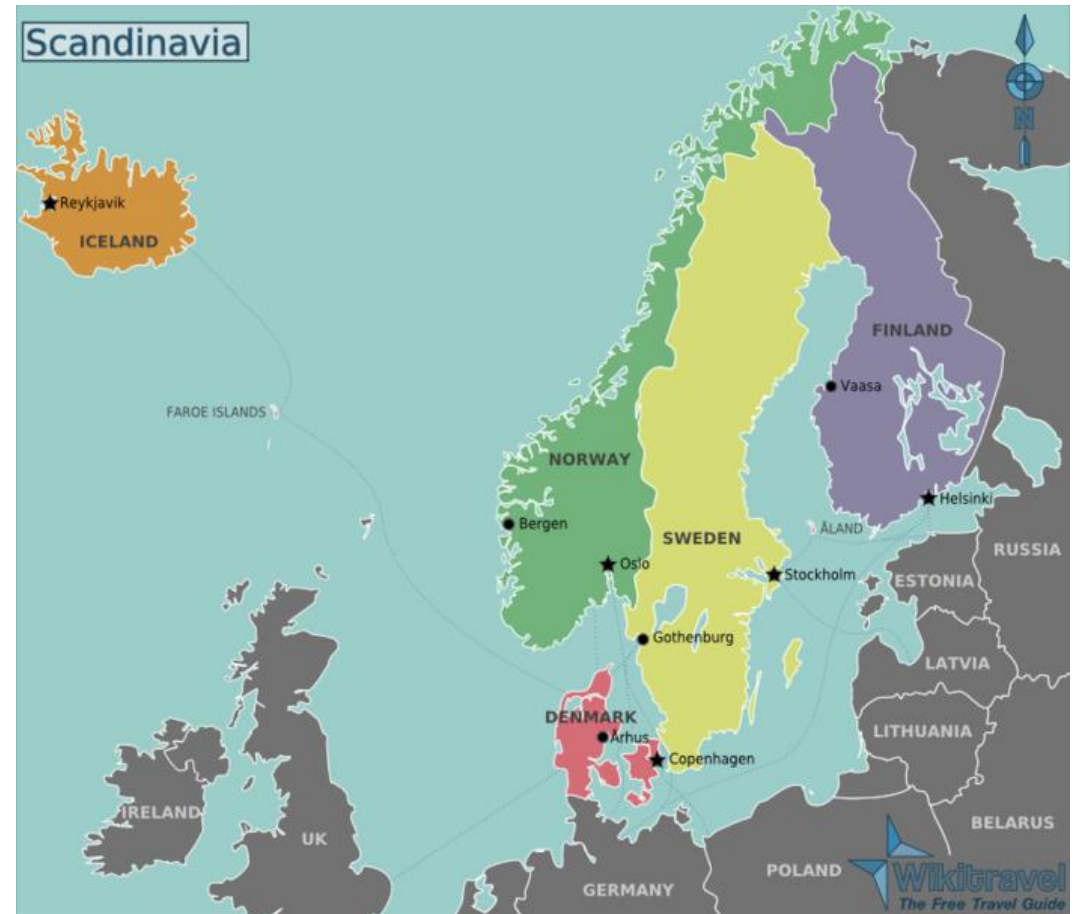 Scandinavia
N
Reykjavik
ICELAND
FINLAND
Vaasa
FAROE ISLANDS
NORWAY
Helsinki
Bergen
ÅLAND
SWEDEN
RUSSIA
Oslo
Stockholm
ESTONIA
Gothenburg
LATVIA
DENMARK
LITHUANIA
Århus
Copenhagen
IRELAND
BELARUS
UK
POLAND
GERMANY
Wikitravel
The Free Travel Guide